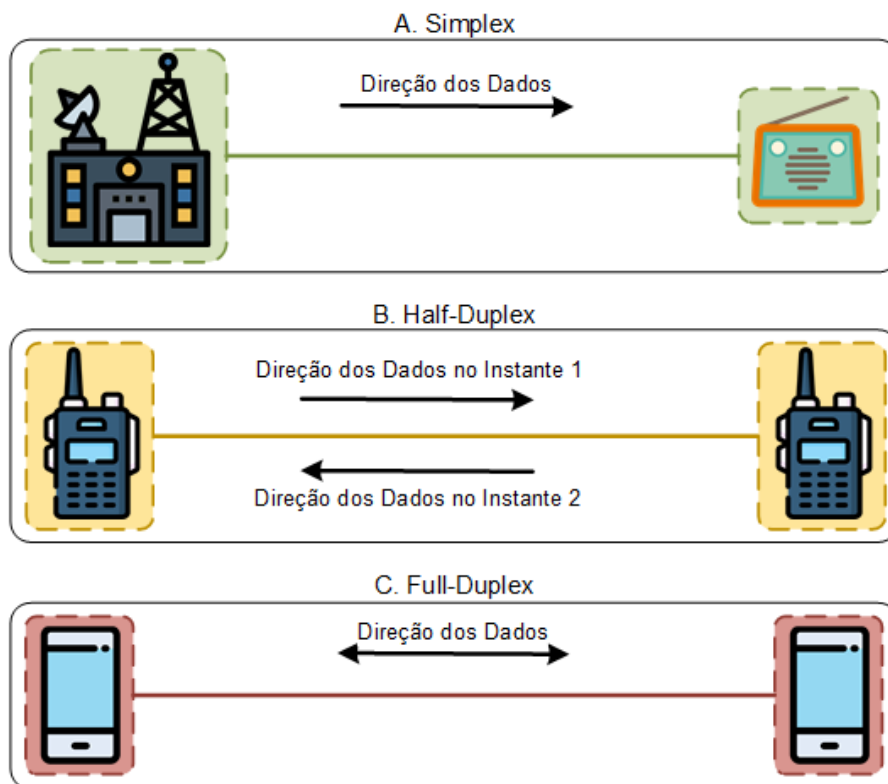 A. Simplex
Direção dos Dados
B. Half-Duplex
Direção dos Dados no Instante 1
Direção dos Dados no Instante 2
C. Full-Duplex
Direção dos Dados